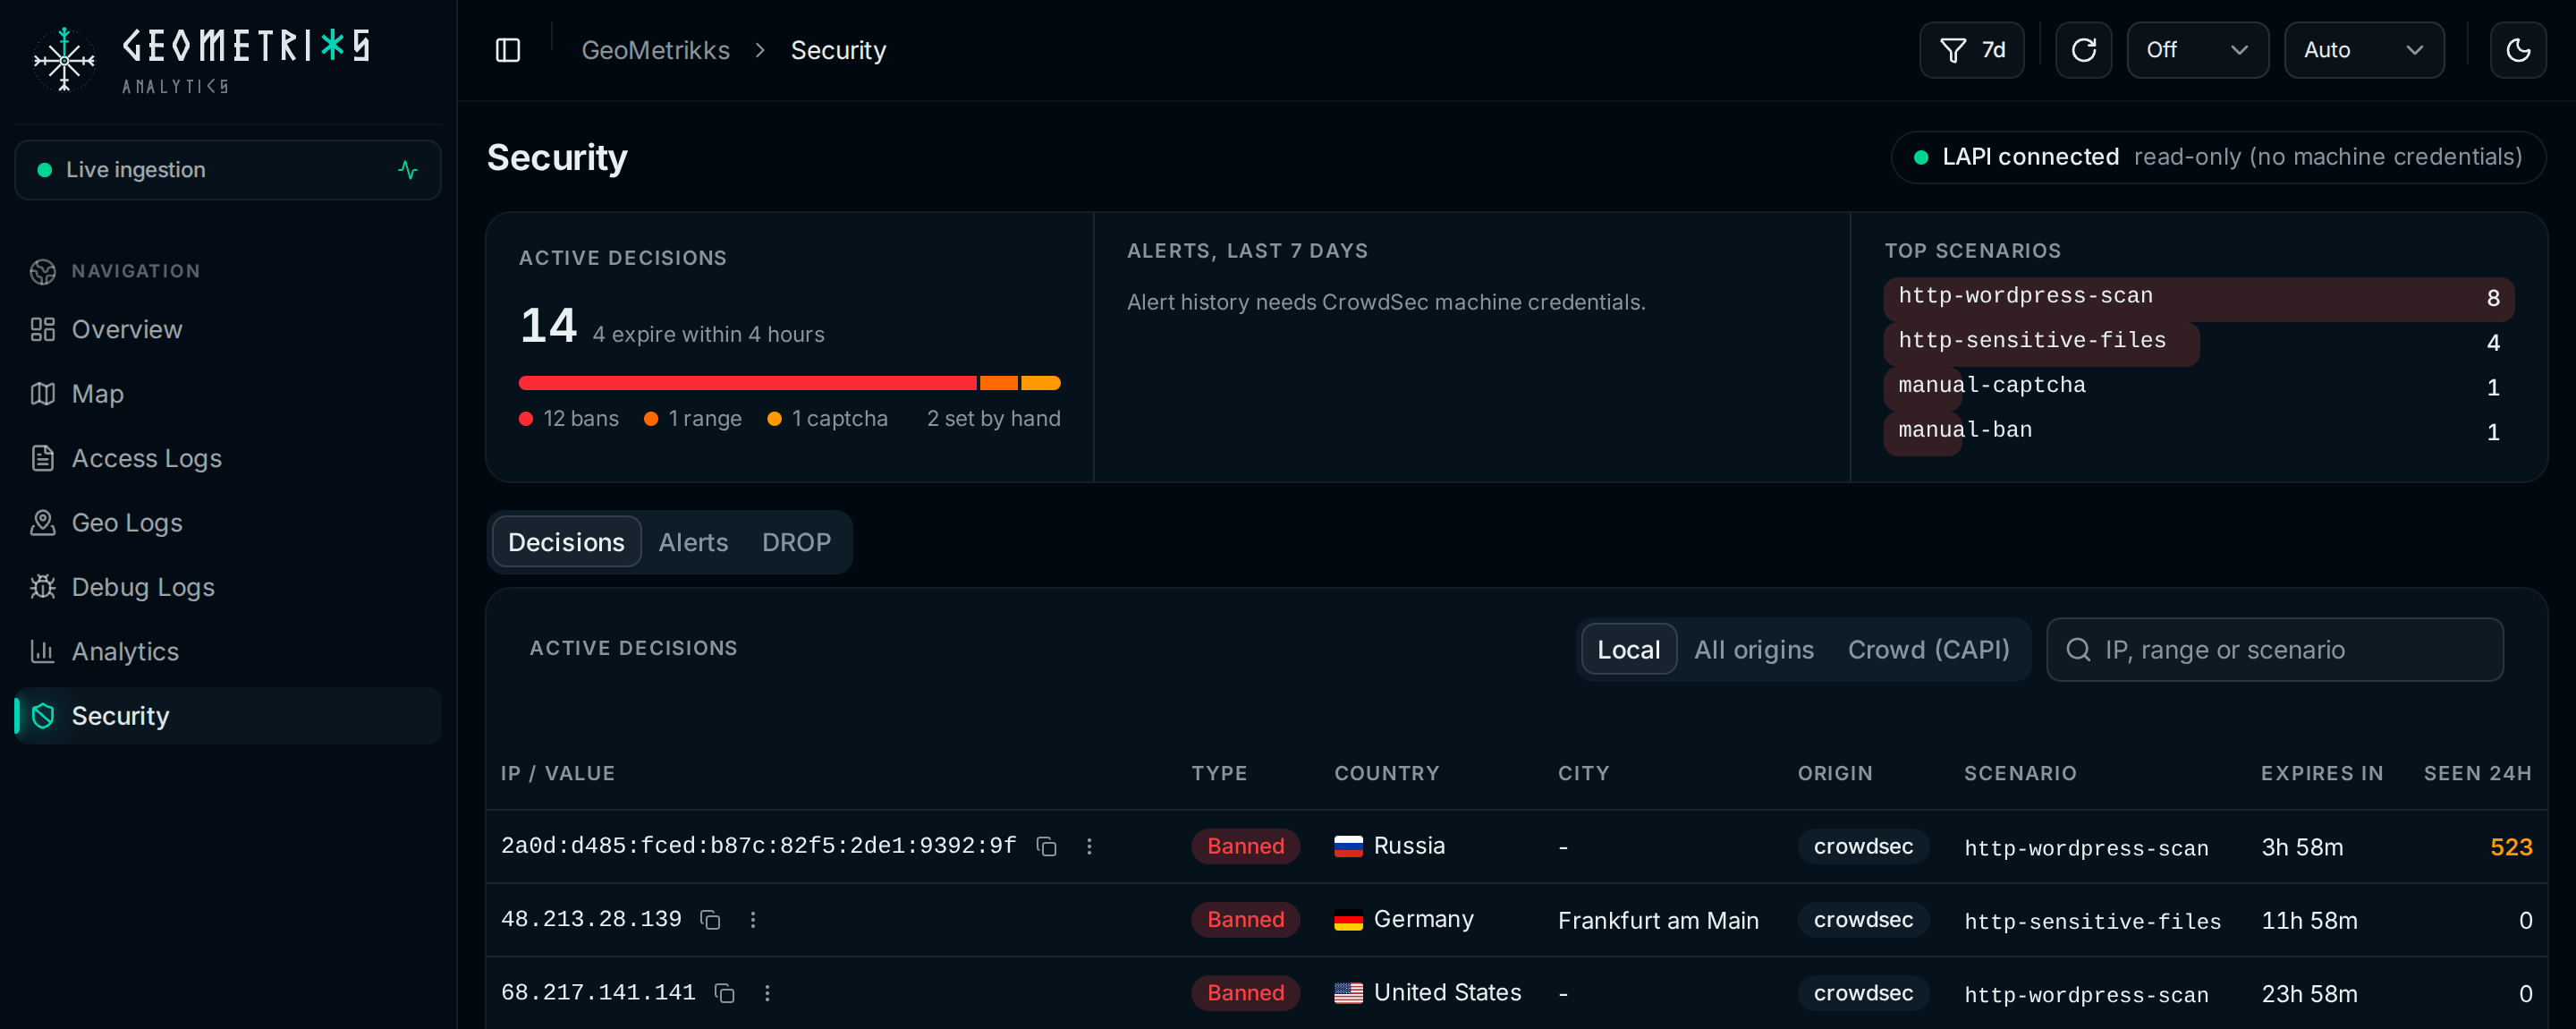 GEOMETRIKS
ANALYTICS
Live ingestion
NAVIGATION
Overview
Map
Access Logs
Geo Logs
Debug Logs
Analytics
Security
GeoMetrikks > Security
7d
Off
Auto
Security
LAPI connected read-only (no machine credentials)
ACTIVE DECISIONS
14 4 expire within 4 hours
12 bans 1 range 1 captcha 2 set by hand
ALERTS, LAST 7 DAYS
Alert history needs CrowdSec machine credentials.
TOP SCENARIOS
http-wordpress-scan 8
http-sensitive-files 4
manual-captcha 1
manual-ban 1
Decisions Alerts DROP
ACTIVE DECISIONS
Local All origins Crowd (CAPI)
IP, range or scenario
IP / VALUE TYPE COUNTRY CITY ORIGIN SCENARIO EXPIRES IN SEEN 24H
2a0d:d485:fced:b87c:82f5:2de1:9392:9f Banned Russia - crowdsec http-wordpress-scan 3h 58m 523
48.213.28.139 Banned Germany Frankfurt am Main crowdsec http-sensitive-files 11h 58m 0
68.217.141.141 Banned United States - crowdsec http-wordpress-scan 23h 58m 0